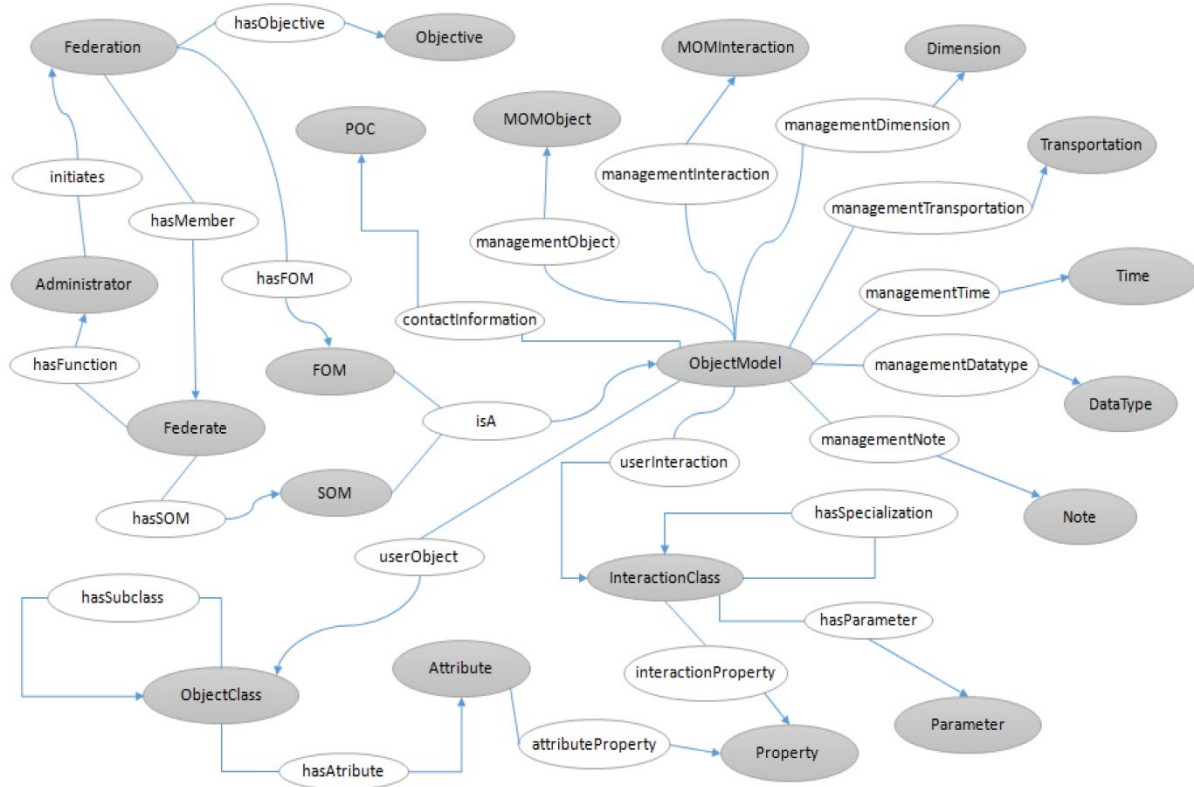 hasObjective
Federation
Objective
MOMInteraction
Dimension
POC
MOMObject
managementDimension
Transportation
initiates
managementInteraction
hasMember
managementTransportation
managementObject
Administrator
hasFOM
managementTime
Time
contactInformation
hasFunction
FOM
ObjectModel
managementDatatype
DataType
Federate
isA
managementNote
userInteraction
SOM
hasSOM
hasSpecialization
Note
userObject
InteractionClass
hasSubclass
hasParameter
Attribute
interactionProperty
ObjectClass
Parameter
attributeProperty
Property
hasAtribute